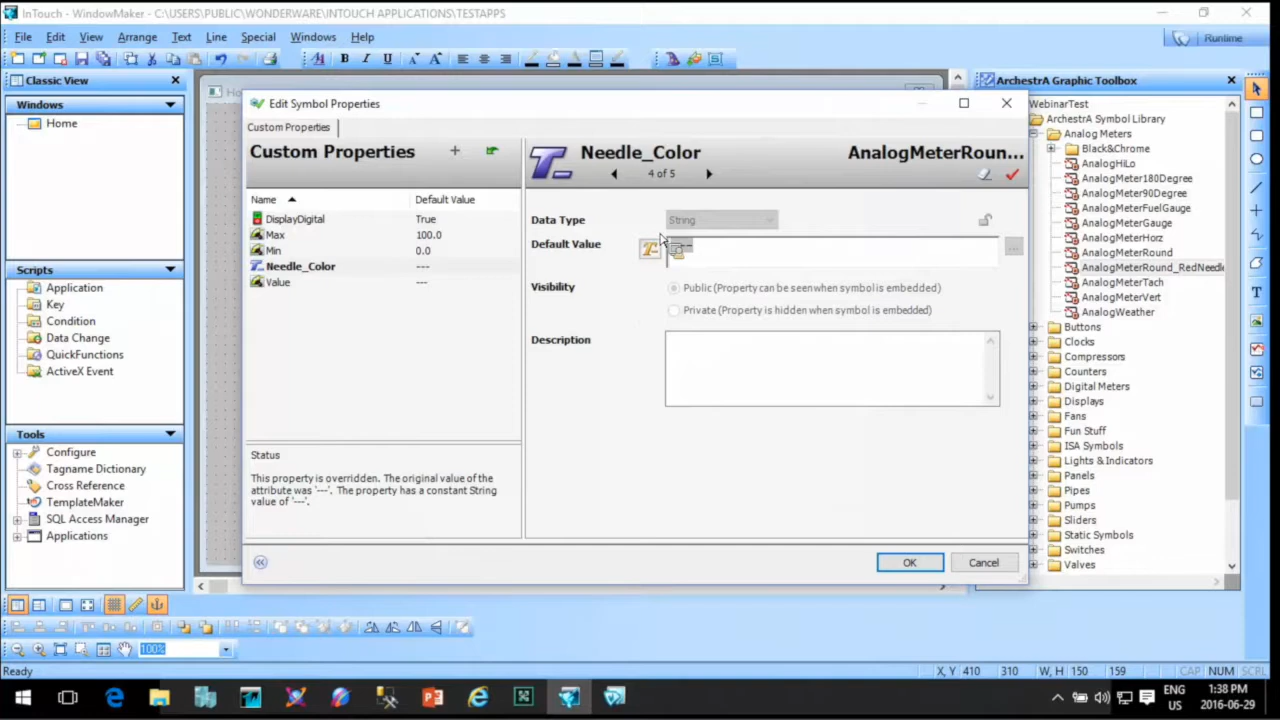 InTouch - WindowMaker - C:\USERS\PUBLIC\WONDERWARE\INTOUCH APPLICATIONS\TESTAPPS
File Edit View Arrange Text Line Special Windows Help
Runtime
Classic View
Windows
Home
Scripts
Application
Key
Condition
Data Change
QuickFunctions
ActiveX Event
Tools
Configure
Tagname Dictionary
Cross Reference
TemplateMaker
SQL Access Manager
Applications
Edit Symbol Properties
Custom Properties
Custom Properties
Name Default Value
DisplayDigital True
Max 100.0
Min 0.0
Needle_Color ---
Value ---
Status
This property is overridden. The original value of the
attribute was '---'. The property has a constant String
value of '---'.
Needle_Color AnalogMeterRoun...
4 of 5
Data Type String
Default Value
Visibility Public (Property can be seen when symbol is embedded)
Private (Property is hidden when symbol is embedded)
Description
OK Cancel
ArchestrA Graphic Toolbox
WebinarTest
ArchestrA Symbol Library
Analog Meters
Black&Chrome
AnalogHiLo
AnalogMeter180Degree
AnalogMeter90Degree
AnalogMeterFuelGauge
AnalogMeterGauge
AnalogMeterHorz
AnalogMeterRound
AnalogMeterRound_RedNeedle
AnalogMeterTach
AnalogMeterVert
AnalogWeather
Buttons
Clocks
Compressors
Counters
Digital Meters
Displays
Fans
Fun Stuff
ISA Symbols
Lights & Indicators
Panels
Pipes
Pumps
Sliders
Static Symbols
Switches
Valves
100%
Ready X, Y 410 310 W, H 150 159 CAP NUM SCRL
ENG
US
1:38 PM
2016-06-29